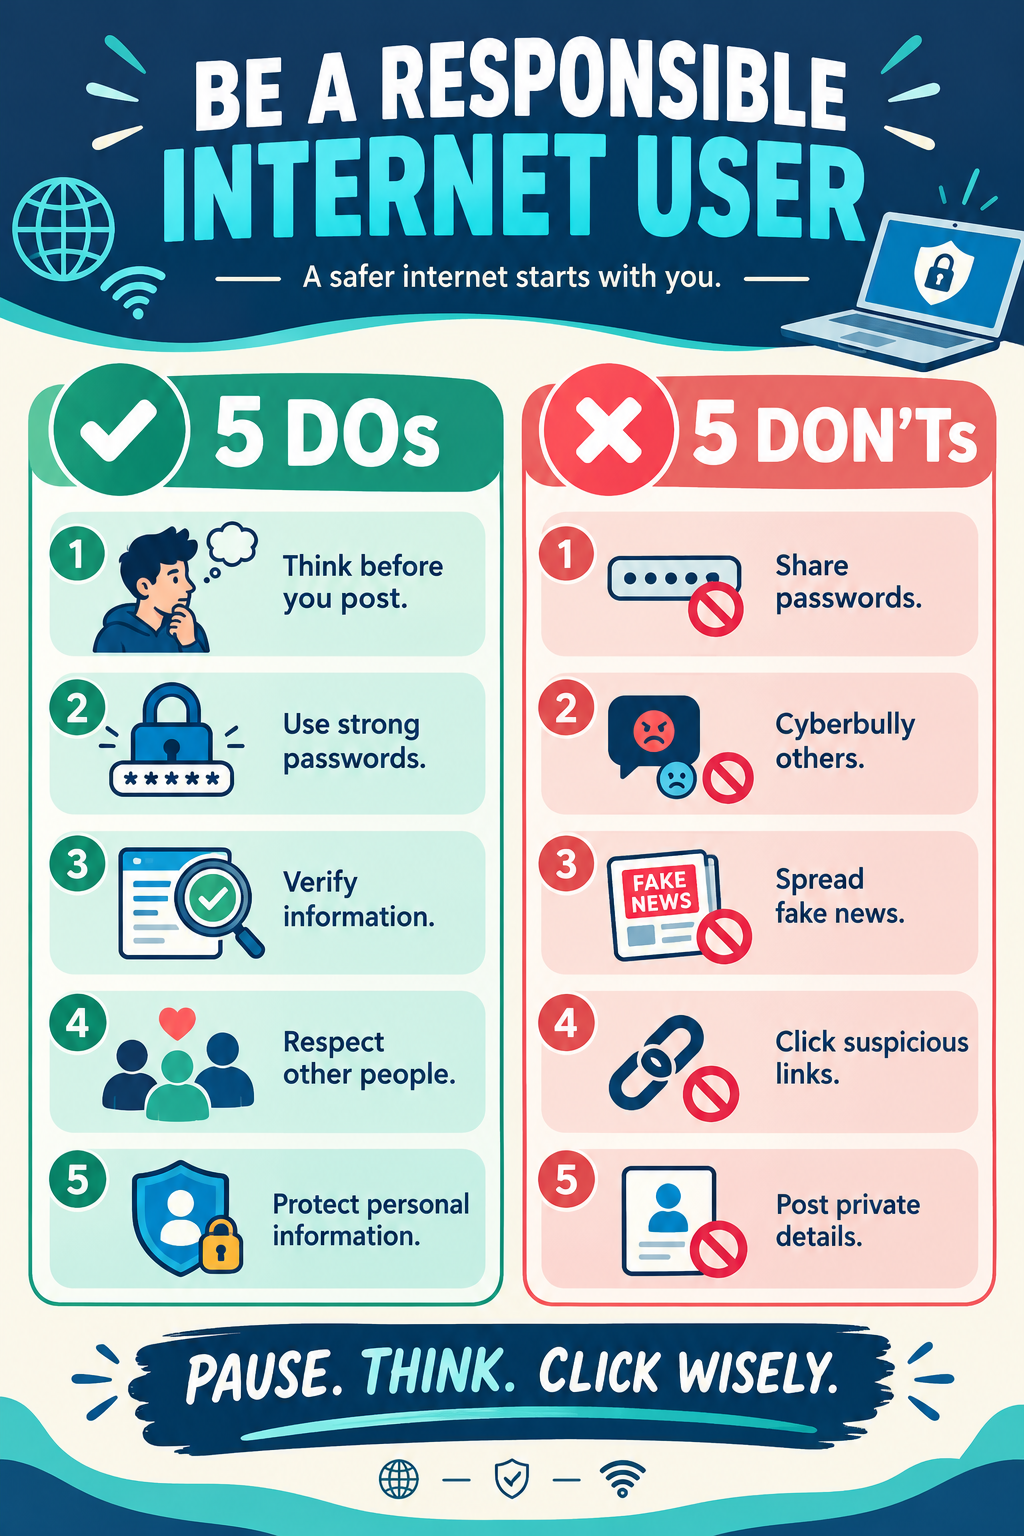 BE A RESPONSIBLE
INTERNET USER
A safer internet starts with you.
5 DOs
1
Think before
you post.
2
*****
Use strong
passwords.
3
Verify
information.
4
Respect
other people.
5
Protect personal
information.
5 DON'Ts
1
Share
passwords.
2
Cyberbully
others.
3
FAKE
NEWS
Spread
fake news.
4
Click suspicious
links.
5
Post private
details.
PAUSE. THINK. CLICK WISELY.